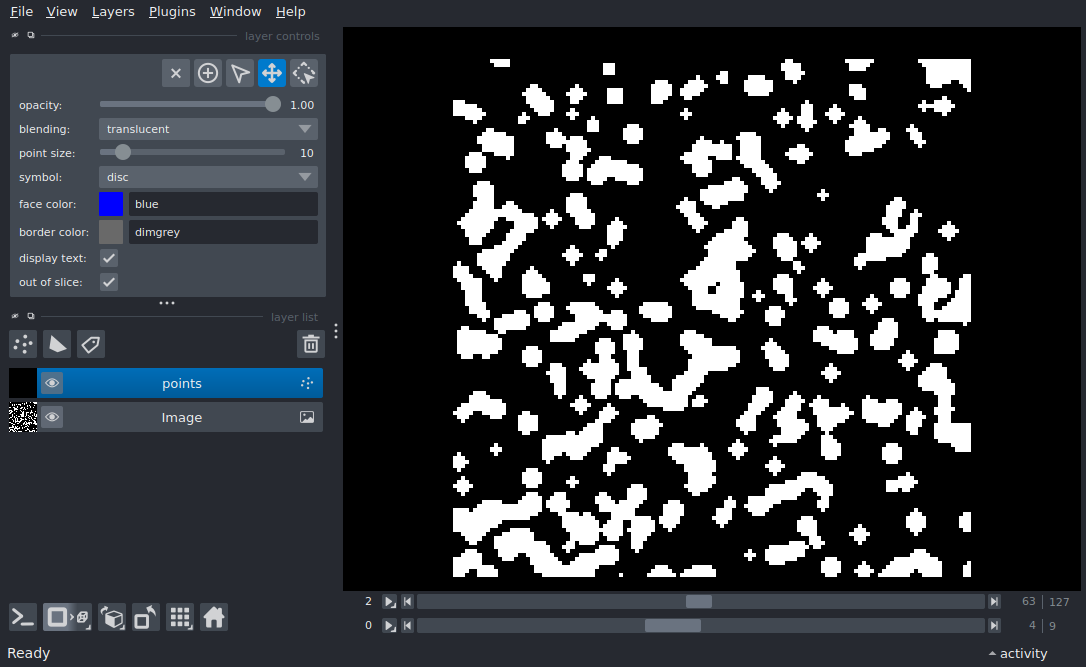 File View Layers Plugins Window Help
layer controls
opacity: 1.00
blending: translucent
point size: 10
symbol: disc
face color: blue
border color: dimgrey
display text:
out of slice:
layer list
points
Image
2 63 | 127
0 4 | 9
Ready activity